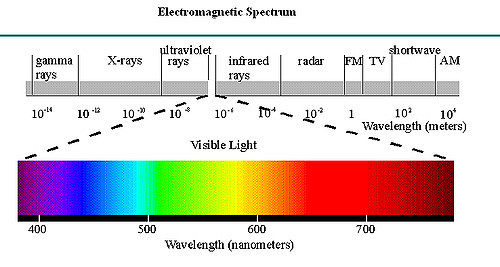 Electromagnetic Spectrum
gamma rays X-rays ultraviolet rays infrared rays radar FM TV shortwave AM
10-14 10-12 10-10 10-8 10-6 10-4 10-2 1 102 104
Wavelength (meters)
Visible Light
400 500 600 700
Wavelength (nanometers)